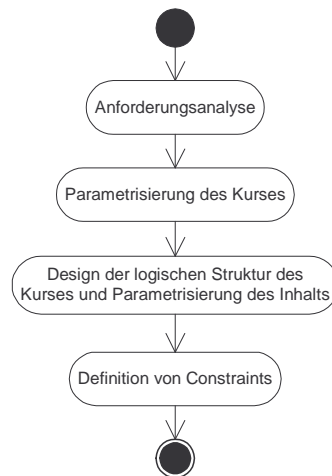 Anforderungsanalyse
Parametrisierung des Kurses
Design der logischen Struktur des
Kurses und Parametrisierung des Inhalts
Definition von Constraints